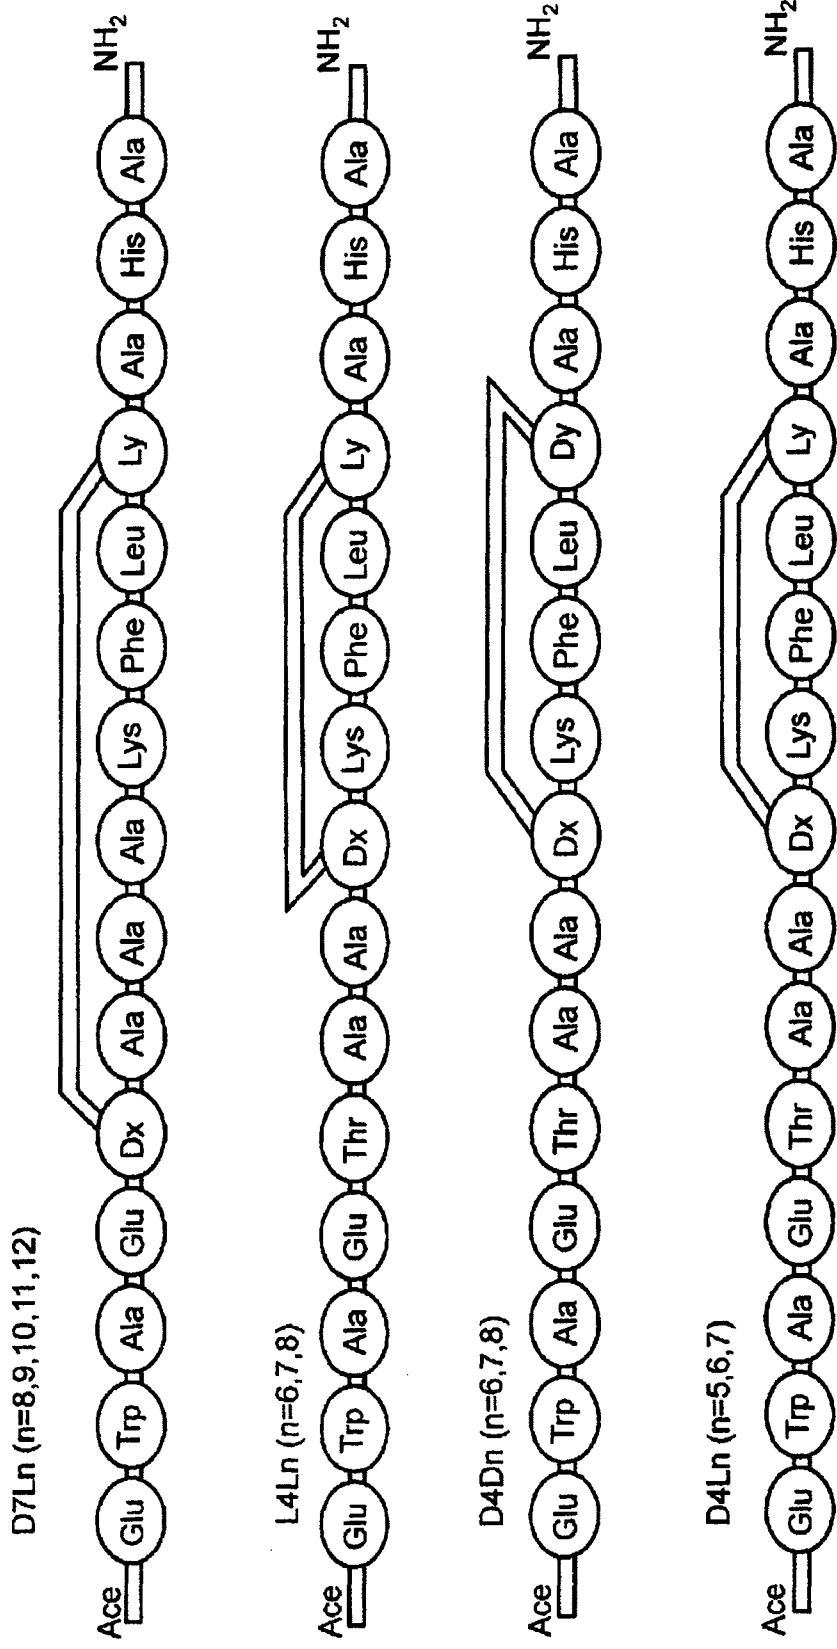 D7Ln (n=8,9,10,11,12)
Ace Glu Trp Ala Glu Dx Ala Ala Ala Lys Phe Leu Ly Ala His Ala NH2
L4Ln (n=6,7,8)
Ace Glu Trp Ala Glu Thr Ala Ala Dx Lys Phe Leu Ly Ala His Ala NH2
D4Dn (n=6,7,8)
Ace Glu Trp Ala Glu Thr Ala Ala Dx Lys Phe Leu Dy Ala His Ala NH2
D4Ln (n=5,6,7)
Ace Glu Trp Ala Glu Thr Ala Ala Dx Lys Phe Leu Ly Ala His Ala NH2